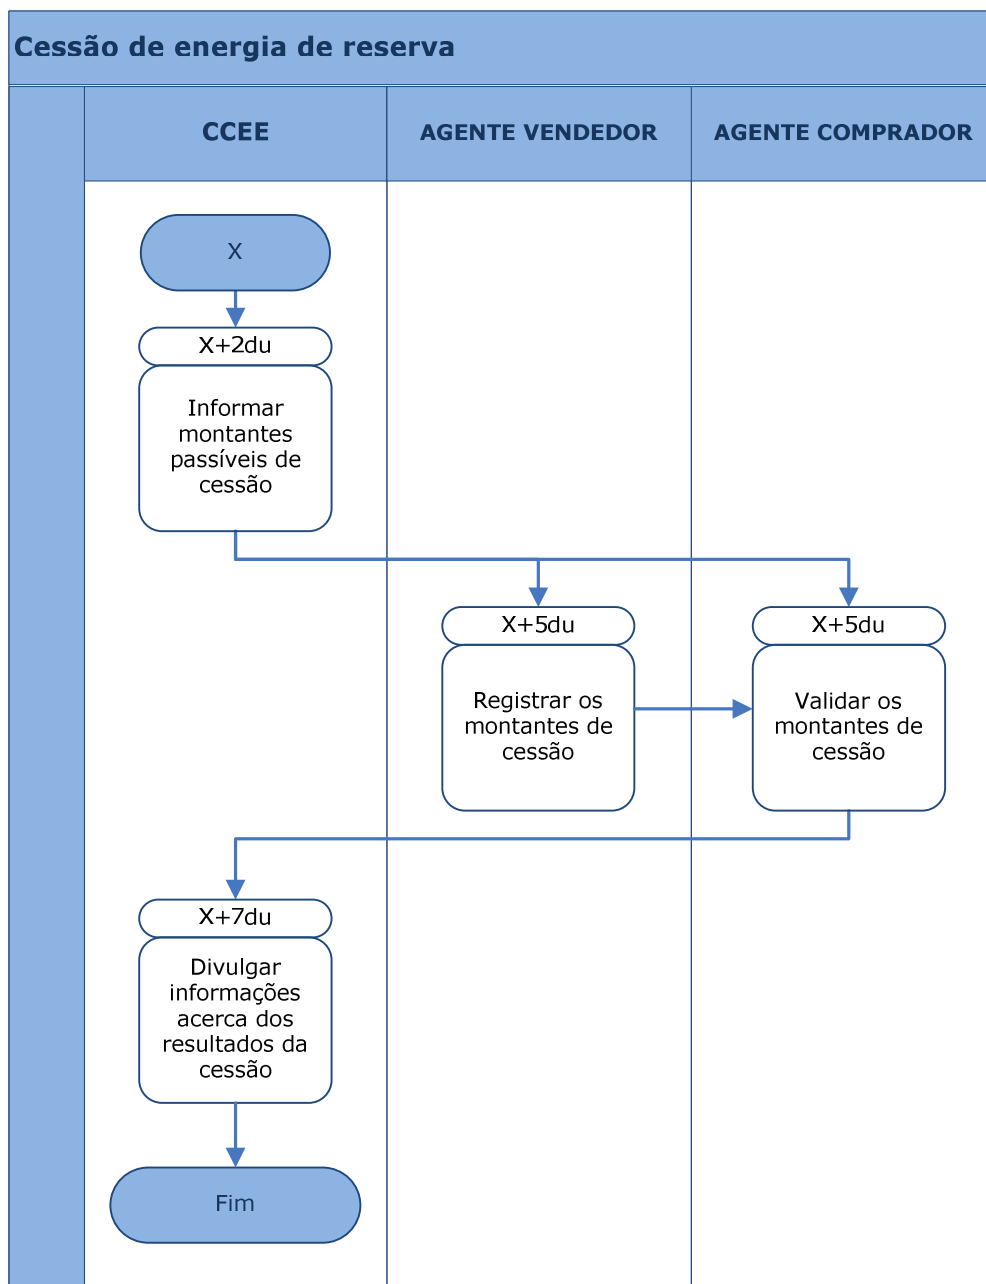 Cessão de energia de reserva
CCEE
AGENTE VENDEDOR
AGENTE COMPRADOR
X
X+2du
Informar
montantes
passíveis de
cessão
X+5du
Registrar os
montantes de
cessão
X+5du
Validar os
montantes de
cessão
X+7du
Divulgar
informações
acerca dos
resultados da
cessão
Fim